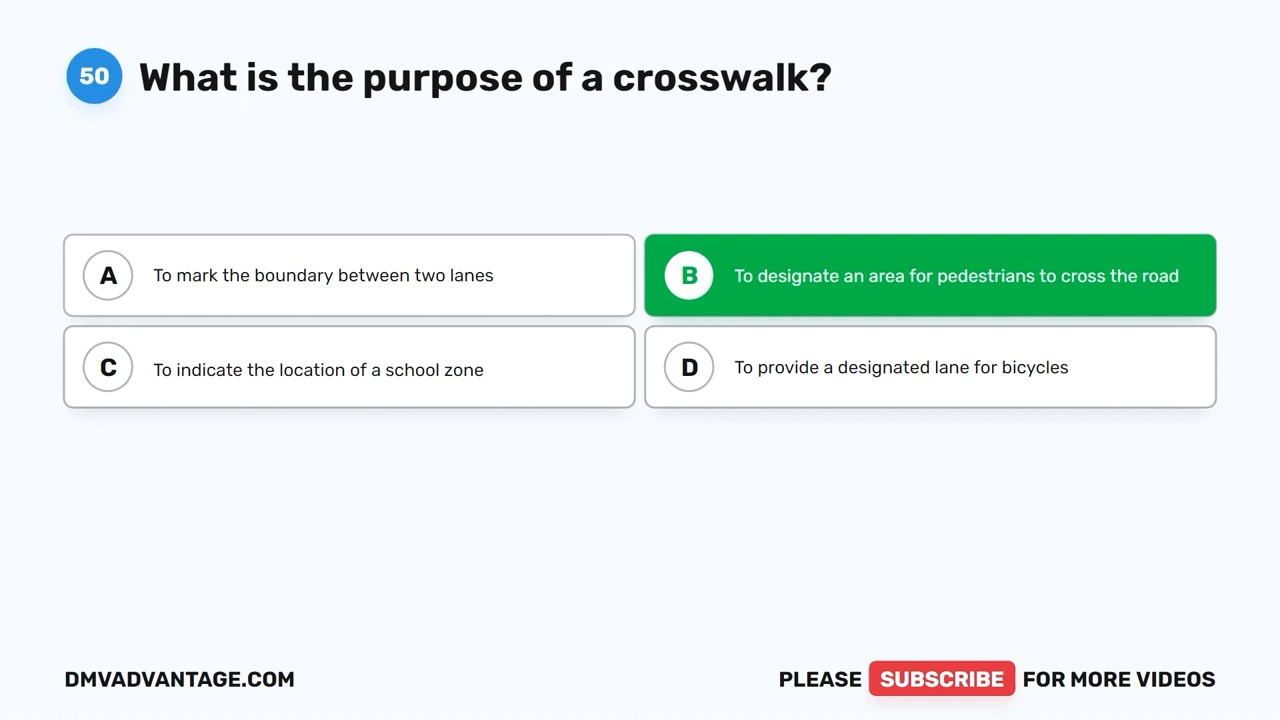 50 What is the purpose of a crosswalk?
A To mark the boundary between two lanes
B To designate an area for pedestrians to cross the road
C To indicate the location of a school zone
D To provide a designated lane for bicycles
DMVADVANTAGE.COM
PLEASE SUBSCRIBE FOR MORE VIDEOS